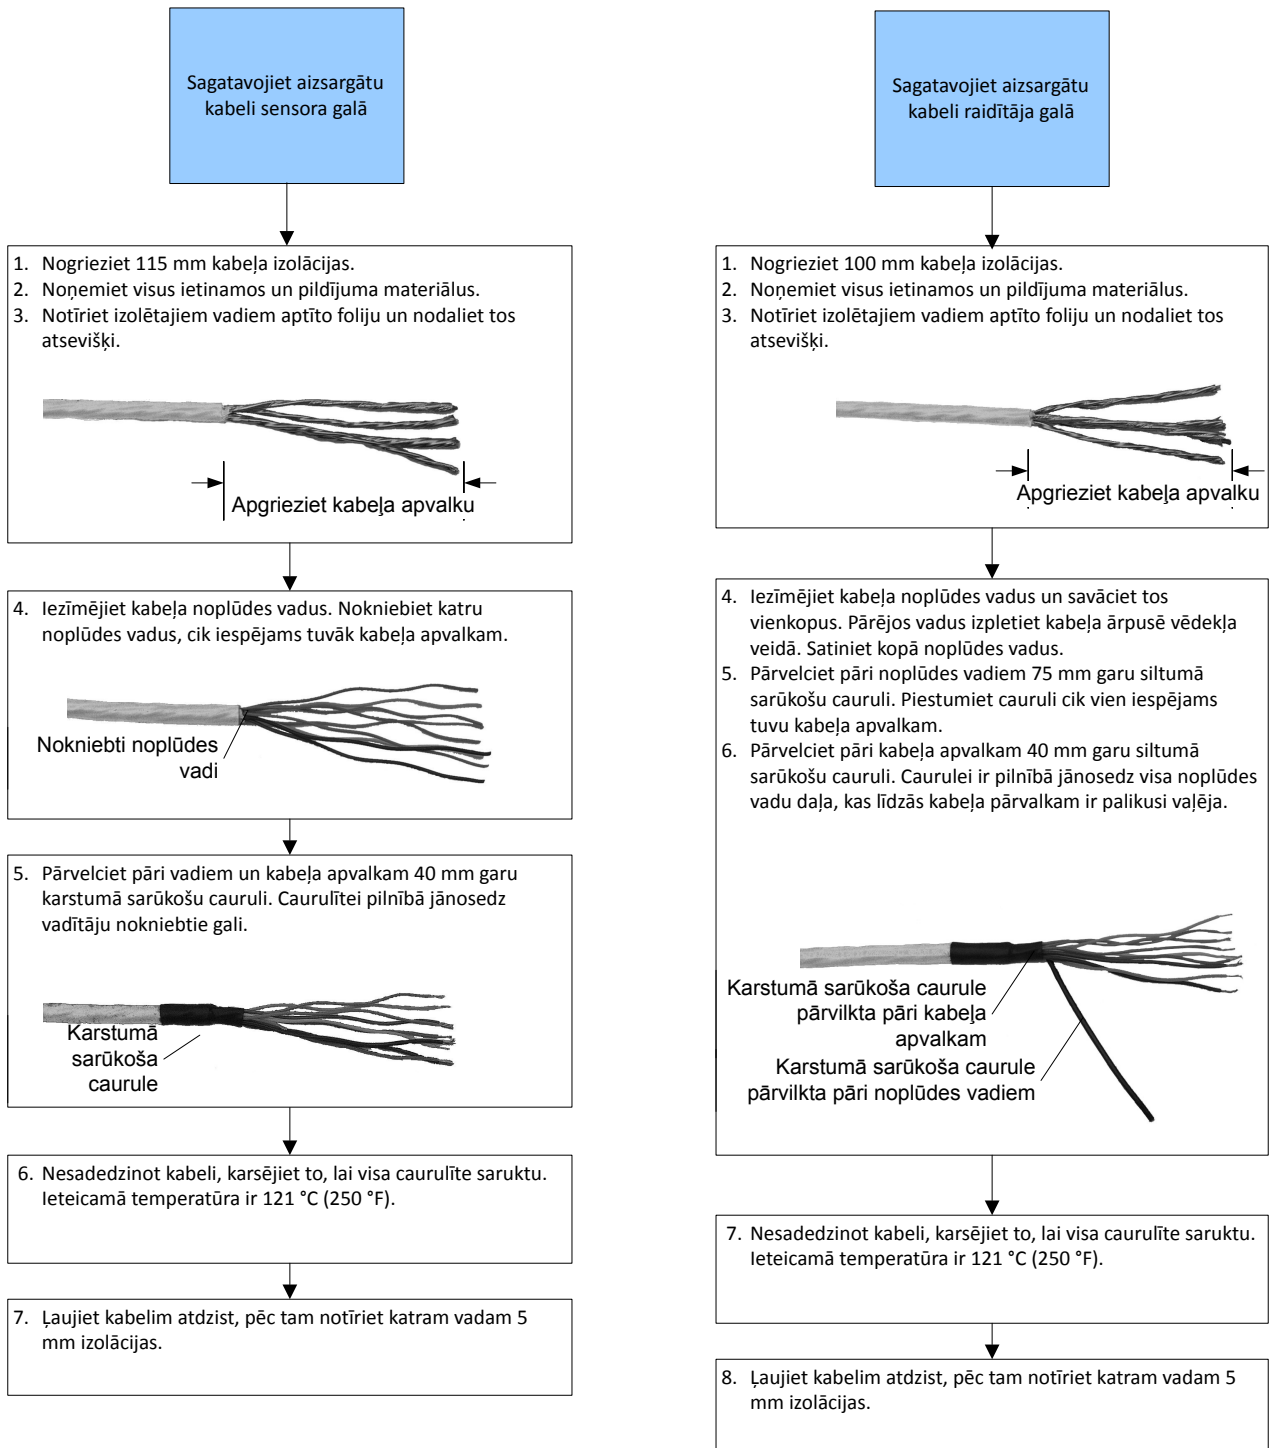 Sagatavojiet aizsargātu
kabeli sensora galā
1. Nogrieziet 115 mm kabeļa izolācijas.
2. Noņemiet visus ietinamos un pildījuma materiālus.
3. Notīriet izolētajiem vadiem aptīto foliju un nodaliet tos
atsevišķi.
Apgrieziet kabeļa apvalku
4. Iezīmējiet kabeļa noplūdes vadus. Nokniebiet katru
noplūdes vadus, cik iespējams tuvāk kabeļa apvalkam.
Nokniebti noplūdes
vadi
5. Pārvelciet pāri vadiem un kabeļa apvalkam 40 mm garu
karstumā sarūkošu cauruli. Caurulītei pilnībā jānosedz
vadītāju nokniebtie gali.
Karstumā
sarūkoša
caurule
6. Nesadedzinot kabeli, karsējiet to, lai visa caurulīte saruktu.
Ieteicamā temperatūra ir 121 °C (250 °F).
7. Ļaujiet kabelim atdzist, pēc tam notīriet katram vadam 5
mm izolācijas.
Sagatavojiet aizsargātu
kabeli raidītāja galā
1. Nogrieziet 100 mm kabeļa izolācijas.
2. Noņemiet visus ietinamos un pildījuma materiālus.
3. Notīriet izolētajiem vadiem aptīto foliju un nodaliet tos
atsevišķi.
Apgrieziet kabeļa apvalku
4. Iezīmējiet kabeļa noplūdes vadus un savāciet tos
vienkopus. Pārējos vadus izpletiet kabeļa ārpusē vēdekļa
veidā. Satiniet kopā noplūdes vadus.
5. Pārvelciet pāri noplūdes vadiem 75 mm garu siltumā
sarūkošu cauruli. Piestumiet cauruli cik vien iespējams
tuvu kabeļa apvalkam.
6. Pārvelciet pāri kabeļa apvalkam 40 mm garu siltumā
sarūkošu cauruli. Caurulei ir pilnībā jānosedz visa noplūdes
vadu daļa, kas līdzās kabeļa pārvalkam ir palikusi vaļēja.
Karstumā sarūkoša caurule
pārvilkta pāri kabeļa
apvalkam
Karstumā sarūkoša caurule
pārvilkta pāri noplūdes vadiem
7. Nesadedzinot kabeli, karsējiet to, lai visa caurulīte saruktu.
Ieteicamā temperatūra ir 121 °C (250 °F).
8. Ļaujiet kabelim atdzist, pēc tam notīriet katram vadam 5
mm izolācijas.